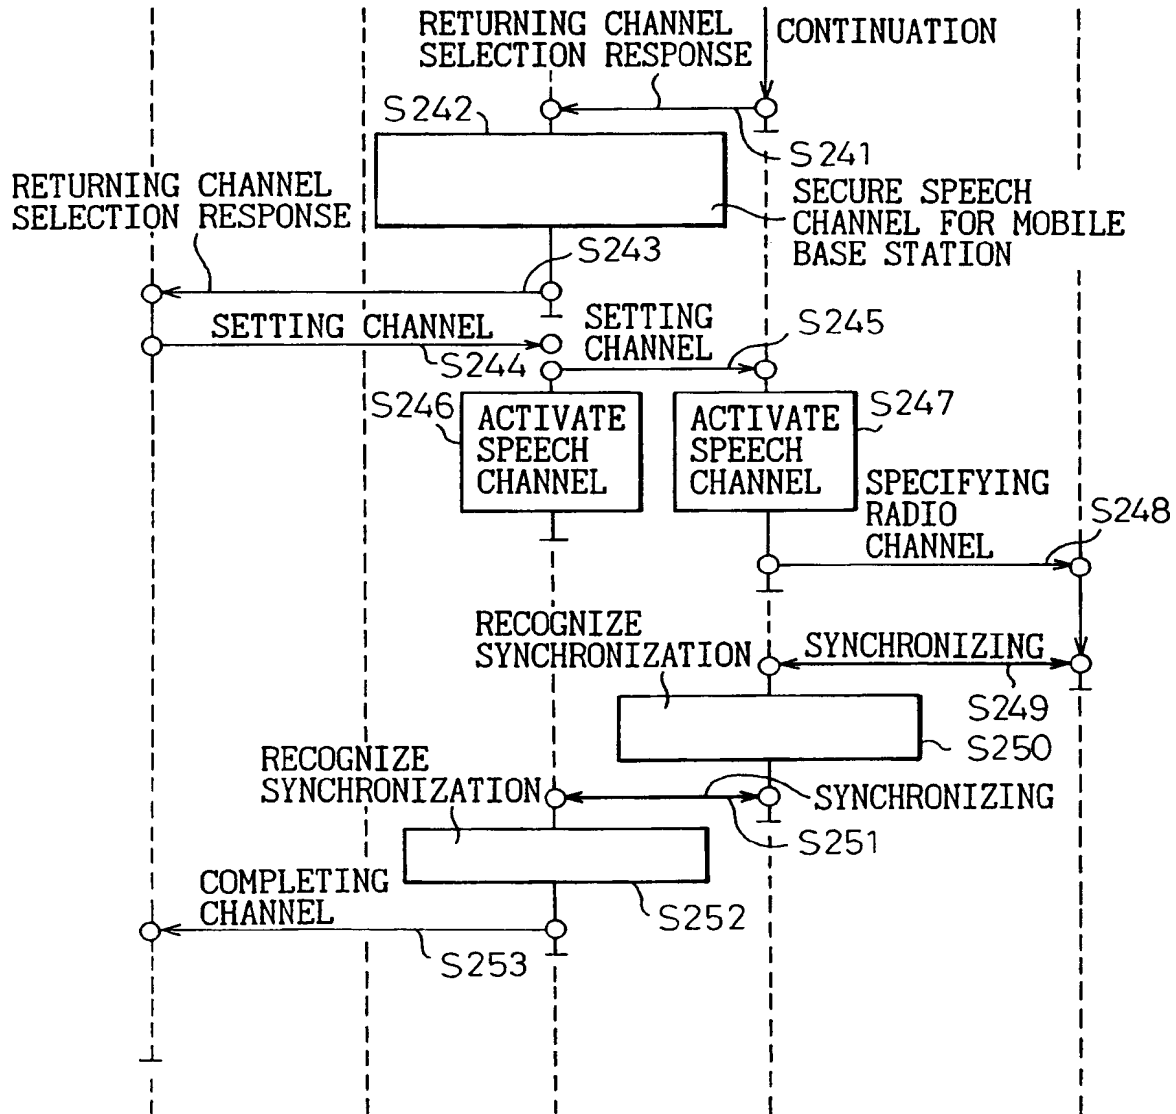 RETURNING CHANNEL
SELECTION RESPONSE
CONTINUATION
S242
S241
RETURNING CHANNEL
SELECTION RESPONSE
SECURE SPEECH
CHANNEL FOR MOBILE
BASE STATION
S243
SETTING CHANNEL
S244
SETTING
CHANNEL
S245
S246
ACTIVATE
SPEECH
CHANNEL
ACTIVATE
SPEECH
CHANNEL
S247
SPECIFYING
RADIO
CHANNEL
S248
RECOGNIZE
SYNCHRONIZATION
SYNCHRONIZING
S249
S250
RECOGNIZE
SYNCHRONIZATION
SYNCHRONIZING
S251
COMPLETING
CHANNEL
S252
S253